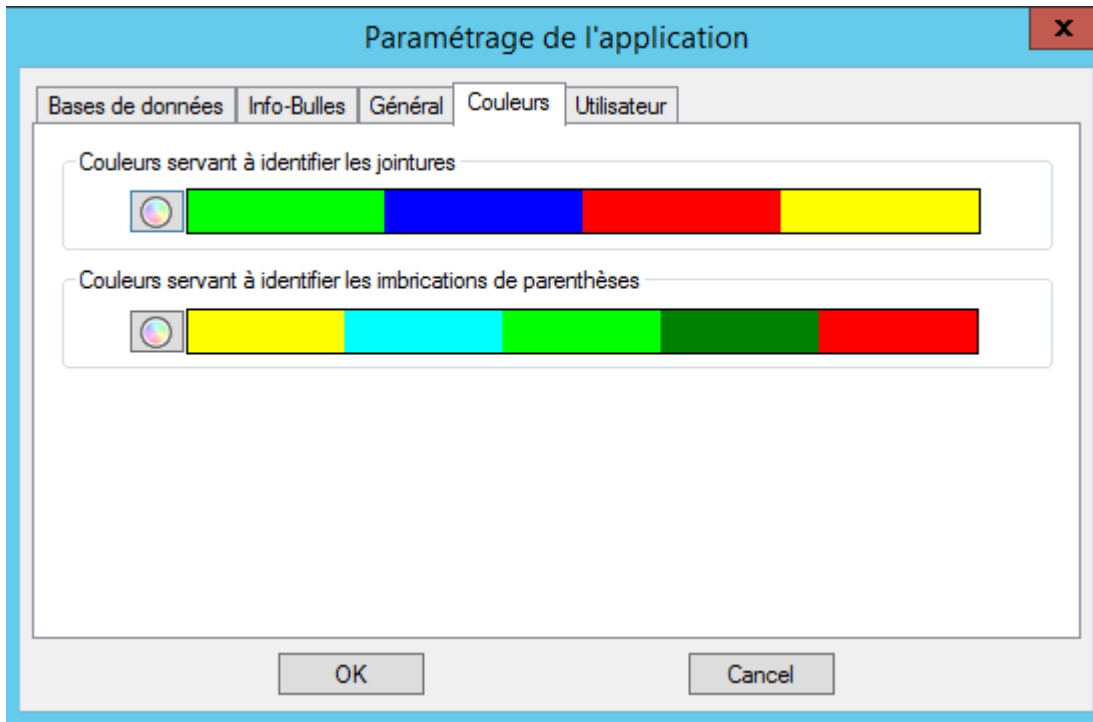 Paramétrage de l'application
x
Bases de données Info-Bulles Général Couleurs Utilisateur
Couleurs servant à identifier les jointures
Couleurs servant à identifier les imbrications de parenthèses
OK Cancel